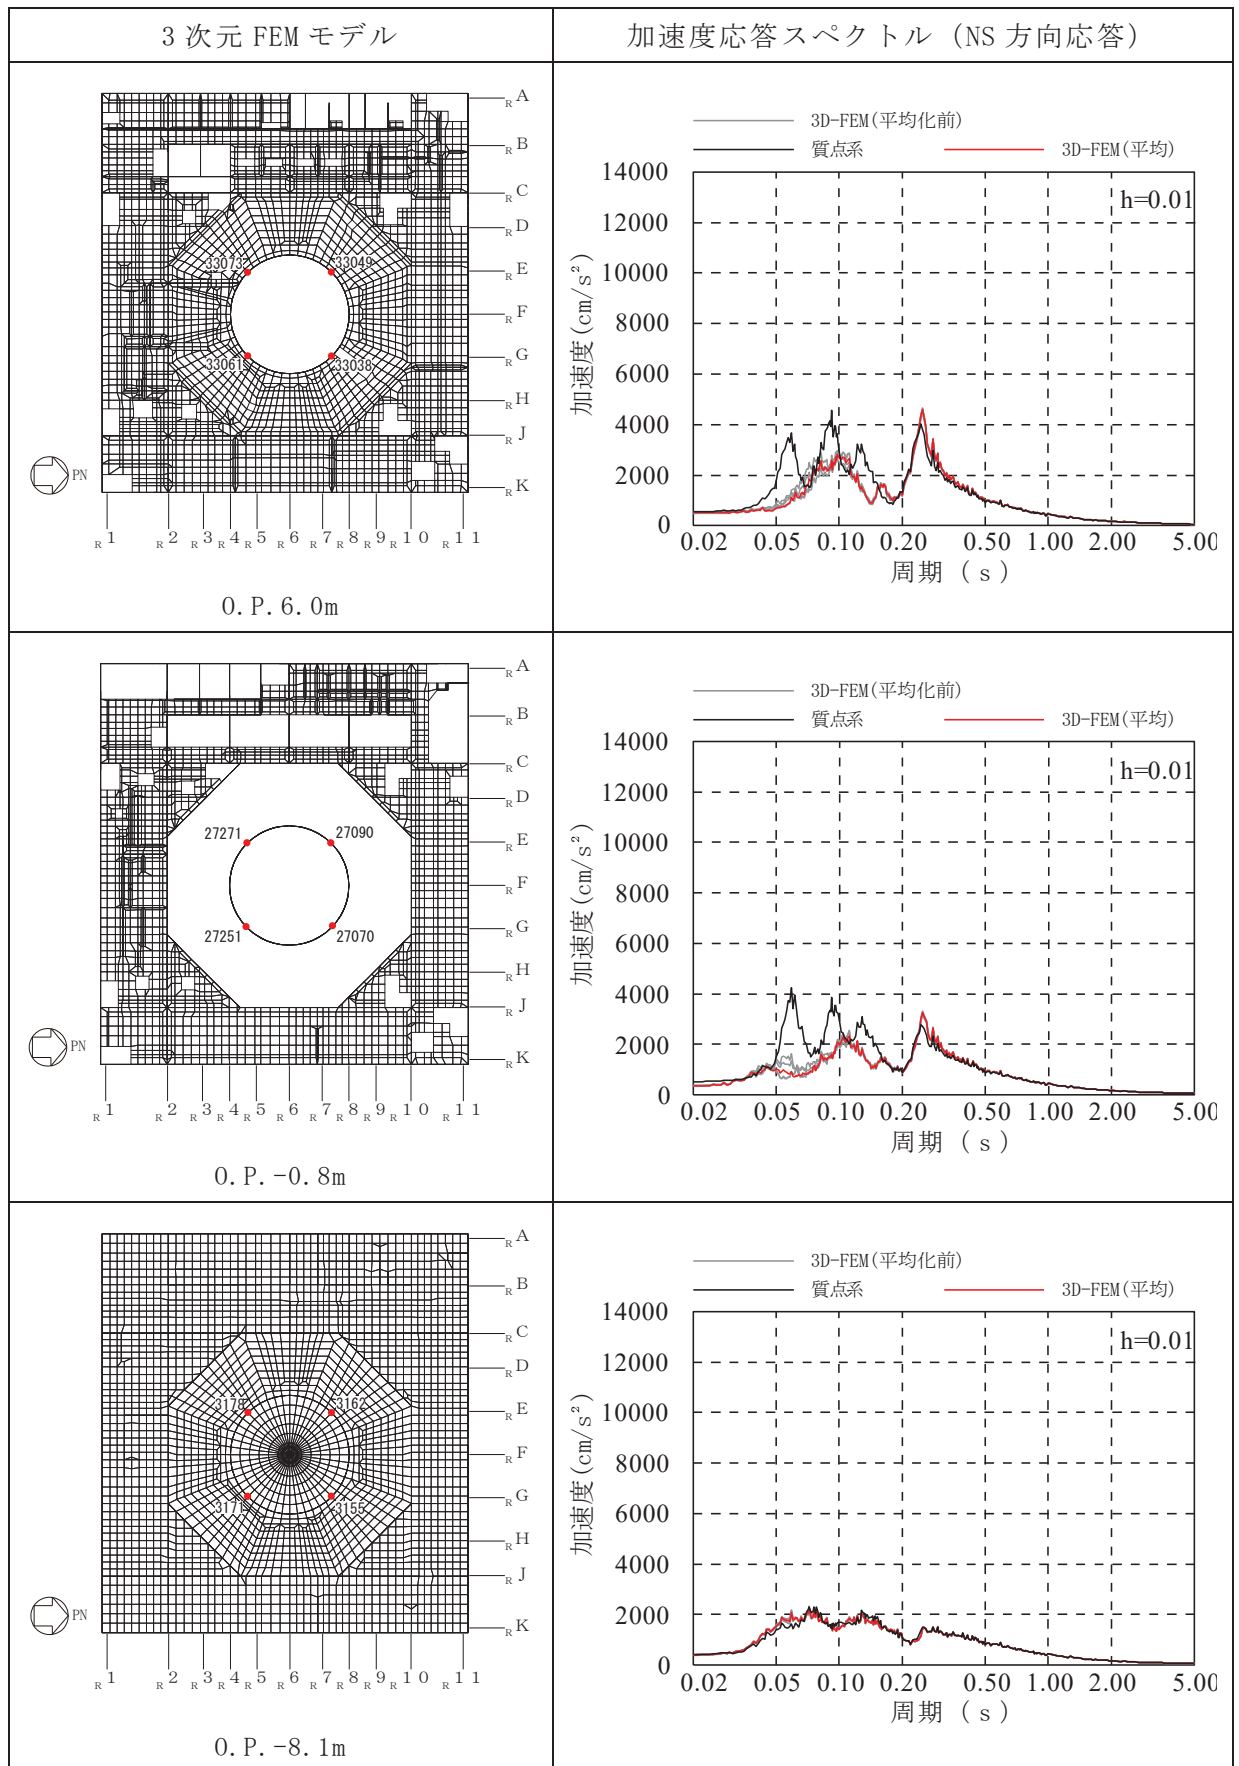 3次元 FEM モデル
加速度応答スペクトル（NS 方向応答）
RA
RB
RC
RD
RE
RF
RG
RH
RJ
RK
33073
33049
33061
33038
PN
R1 R2 R3 R4 R5 R6 R7 R8 R9 R10 R11
O.P.6.0m
3D-FEM(平均化前)
質点系
3D-FEM(平均)
h=0.01
14000
12000
10000
8000
6000
4000
2000
0
加速度(cm/s²)
0.02 0.05 0.10 0.20 0.50 1.00 2.00 5.00
周期（s）
RA
RB
RC
RD
RE
RF
RG
RH
RJ
RK
27271
27090
27251
27070
PN
R1 R2 R3 R4 R5 R6 R7 R8 R9 R10 R11
O.P.-0.8m
3D-FEM(平均化前)
質点系
3D-FEM(平均)
h=0.01
14000
12000
10000
8000
6000
4000
2000
0
加速度(cm/s²)
0.02 0.05 0.10 0.20 0.50 1.00 2.00 5.00
周期（s）
RA
RB
RC
RD
RE
RF
RG
RH
RJ
RK
3178
3162
3171
3155
PN
R1 R2 R3 R4 R5 R6 R7 R8 R9 R10 R11
O.P.-8.1m
3D-FEM(平均化前)
質点系
3D-FEM(平均)
h=0.01
14000
12000
10000
8000
6000
4000
2000
0
加速度(cm/s²)
0.02 0.05 0.10 0.20 0.50 1.00 2.00 5.00
周期（s）